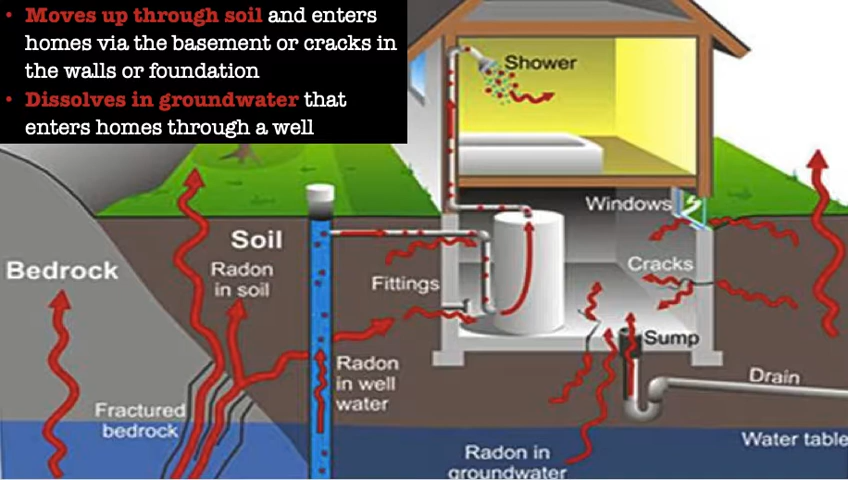 • Moves up through soil and enters
homes via the basement or cracks in
the walls or foundation
• Dissolves in groundwater that
enters homes through a well
Shower
Windows
Soil
Bedrock
Radon
in soil
Cracks
Fittings
Sump
Radon
in well
water
Drain
Fractured
bedrock
Water table
Radon in
groundwater